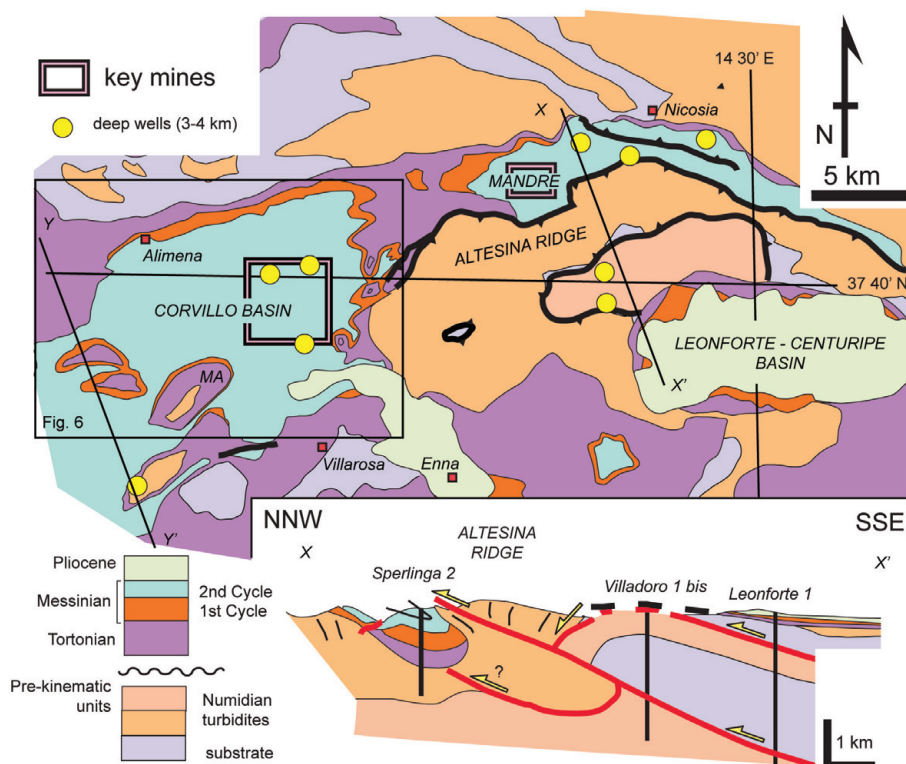 key mines
deep wells (3-4 km)
14 30' E
N
5 km
X
Nicosia
MANDRE
Y
Alimena
ALTESINA RIDGE
37 40' N
CORVILLO BASIN
LEONFORTE - CENTURIPE
BASIN
MA
X'
Fig. 6
Villarosa
Enna
Y'
NNW
SSE
X
ALTESINA
RIDGE
X'
Sperlinga 2
Villadoro 1 bis
Leonforte 1
?
1 km
Pliocene
Messinian
2nd Cycle
1st Cycle
Tortonian
Pre-kinematic
units
Numidian
turbidites
substrate